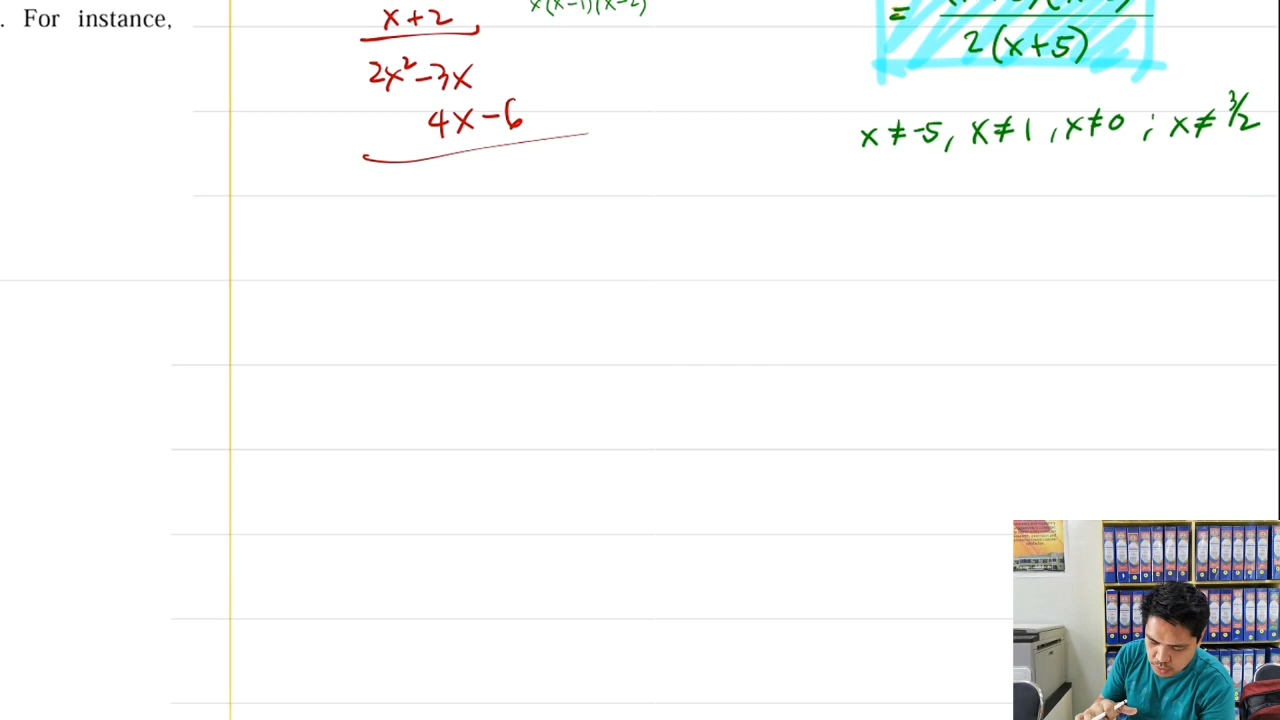 . For instance,
x+2
2x²-3x
4x-6
x(x-1)(x-2)
=
2(x+5)
x≠-5, x≠1, x≠0 ; x≠3/2